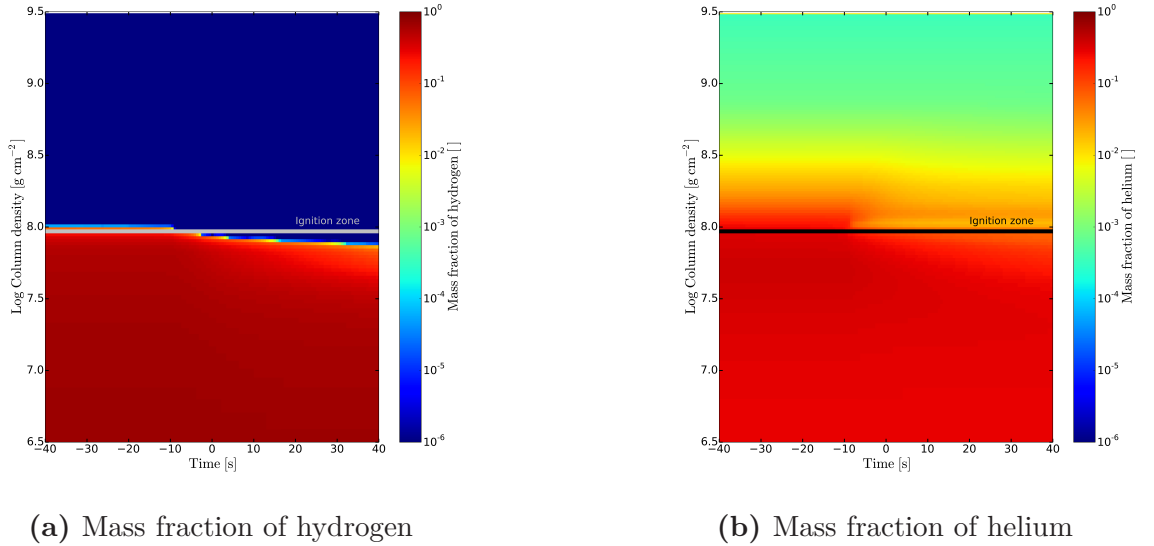 9.5
9.0
8.5
8.0
7.5
7.0
6.5
Log Column density [g cm⁻²]
Ignition zone
−40 −30 −20 −10 0 10 20 30 40
Time [s]
10⁰
10⁻¹
10⁻²
10⁻³
10⁻⁴
10⁻⁵
10⁻⁶
Mass fraction of hydrogen [ ]
(a) Mass fraction of hydrogen
9.5
9.0
8.5
8.0
7.5
7.0
6.5
Log Column density [g cm⁻²]
Ignition zone
−40 −30 −20 −10 0 10 20 30 40
Time [s]
10⁰
10⁻¹
10⁻²
10⁻³
10⁻⁴
10⁻⁵
10⁻⁶
Mass fraction of helium [ ]
(b) Mass fraction of helium